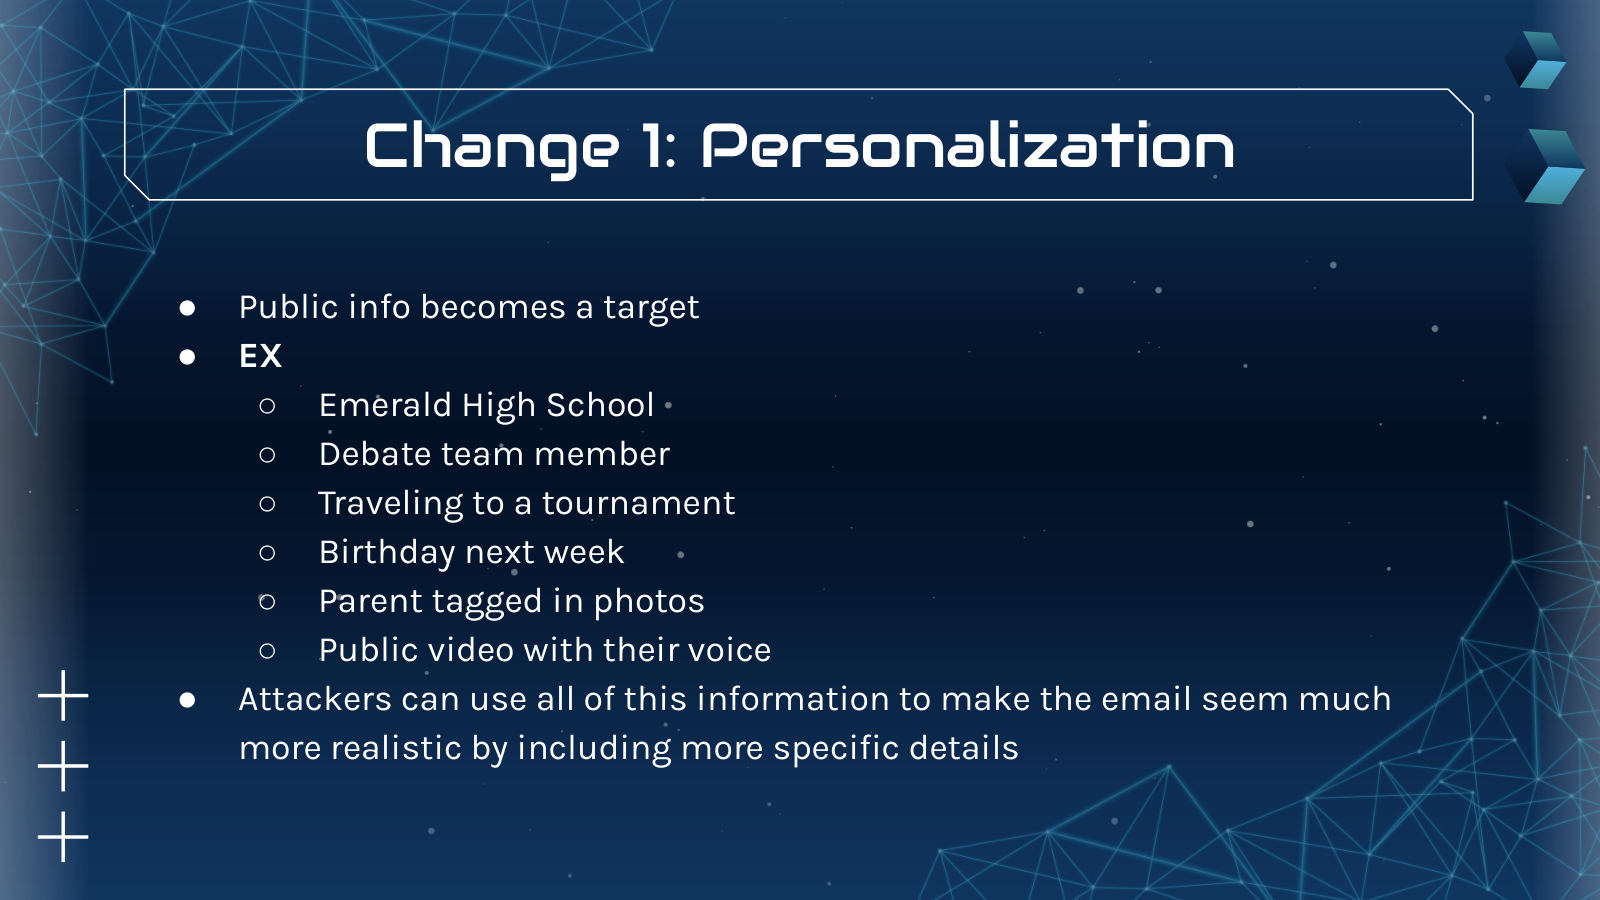 Change 1: Personalization
● Public info becomes a target
● EX
○ Emerald High School
○ Debate team member
○ Traveling to a tournament
○ Birthday next week
○ Parent tagged in photos
○ Public video with their voice
● Attackers can use all of this information to make the email seem much
more realistic by including more specific details